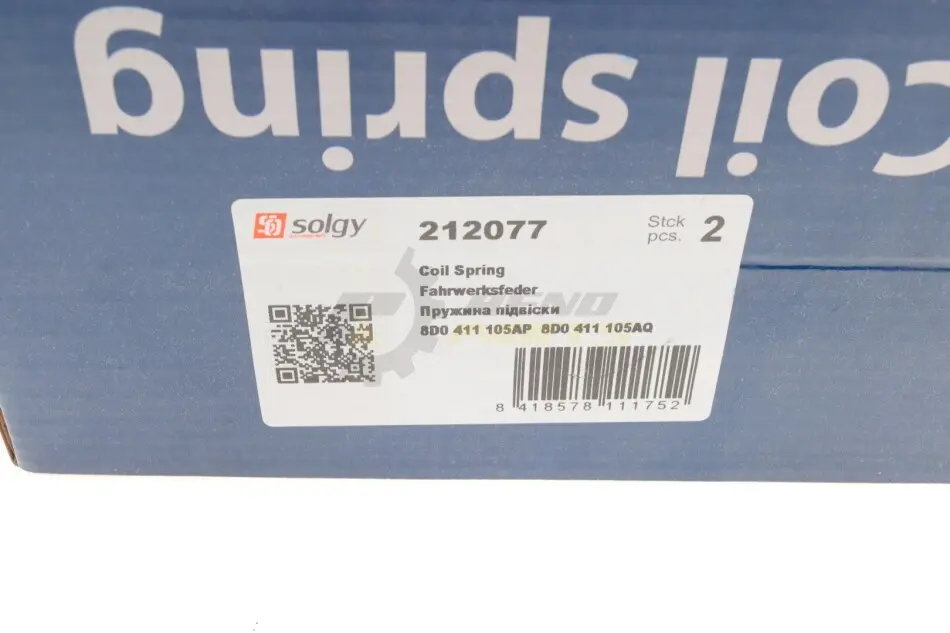 Coil spring
solgy
212077
Stck
pcs. 2
Coil Spring
Fahrwerksfeder
Пружина підвіски
8D0 411 105AP 8D0 411 105AQ
8 418578 111752